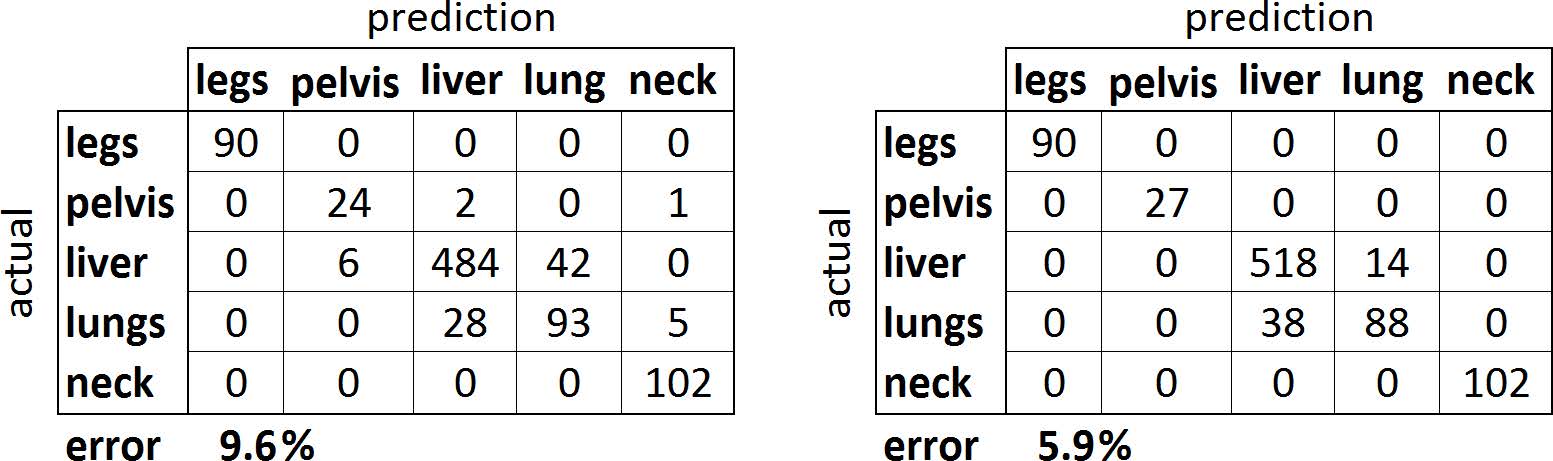 prediction prediction
legs pelvis liver lung neck legs pelvis liver lung neck
legs 90 0 0 0 0 legs 90 0 0 0 0
pelvis 0 24 2 0 1 pelvis 0 27 0 0 0
liver 0 6 484 42 0 liver 0 0 518 14 0
lungs 0 0 28 93 5 lungs 0 0 38 88 0
neck 0 0 0 0 102 neck 0 0 0 0 102
error 9.6% error 5.9%
actual
actual